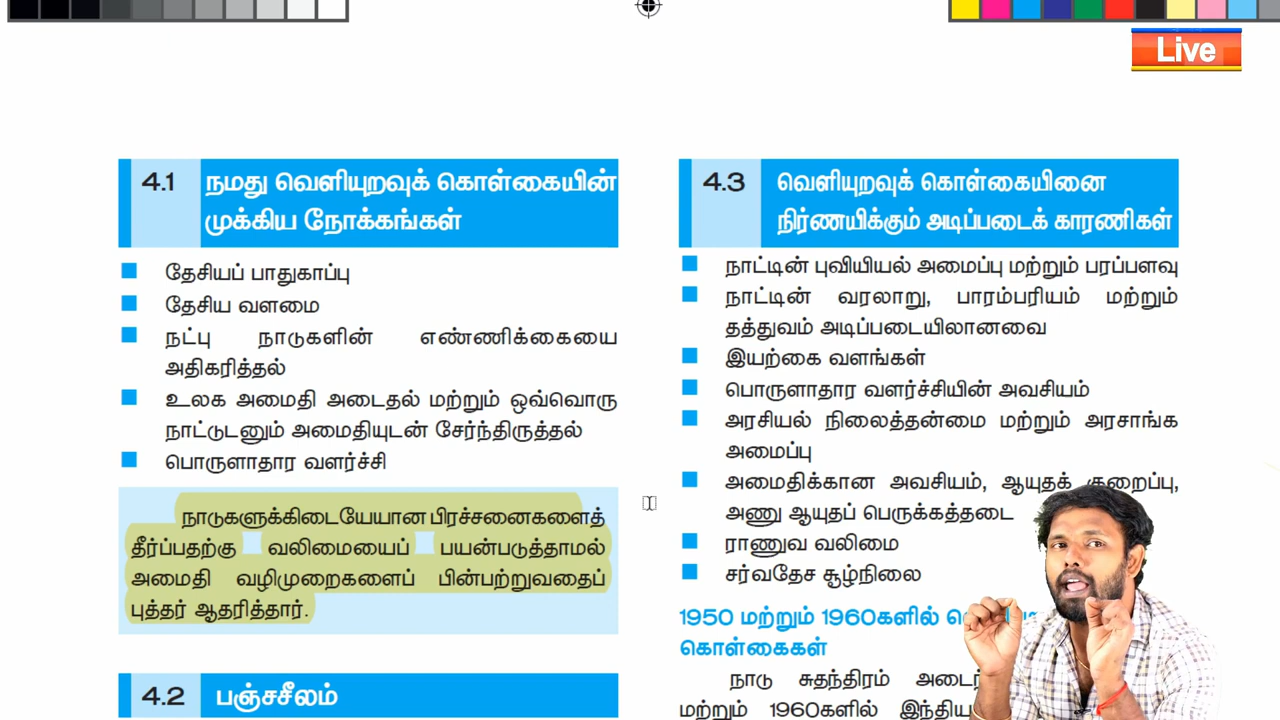 Live
4.1 நமது வெளியுறவுக் கொள்கையின்
முக்கிய நோக்கங்கள்
தேசியப் பாதுகாப்பு
தேசிய வளமை
நட்பு நாடுகளின் எண்ணிக்கையை
அதிகரித்தல்
உலக அமைதி அடைதல் மற்றும் ஒவ்வொரு
நாட்டுடனும் அமைதியுடன் சேர்ந்திருத்தல்
பொருளாதார வளர்ச்சி
நாடுகளுக்கிடையேயான பிரச்சனைகளைத்
தீர்ப்பதற்கு வலிமையைப் பயன்படுத்தாமல்
அமைதி வழிமுறைகளைப் பின்பற்றுவதைப்
புத்தர் ஆதரித்தார்.
4.2 பஞ்சசீலம்
4.3 வெளியுறவுக் கொள்கையினை
நிர்ணயிக்கும் அடிப்படைக் காரணிகள்
நாட்டின் புவியியல் அமைப்பு மற்றும் பரப்பளவு
நாட்டின் வரலாறு, பாரம்பரியம் மற்றும்
தத்துவம் அடிப்படையிலானவை
இயற்கை வளங்கள்
பொருளாதார வளர்ச்சியின் அவசியம்
அரசியல் நிலைத்தன்மை மற்றும் அரசாங்க
அமைப்பு
அமைதிக்கான அவசியம், ஆயுதக் குறைப்பு,
அணு ஆயுதப் பெருக்கத்தடை
ராணுவ வலிமை
சர்வதேச சூழ்நிலை
1950 மற்றும் 1960களில்
கொள்கைகள்
நாடு சுதந்திரம்
மற்றும் 1960களில்